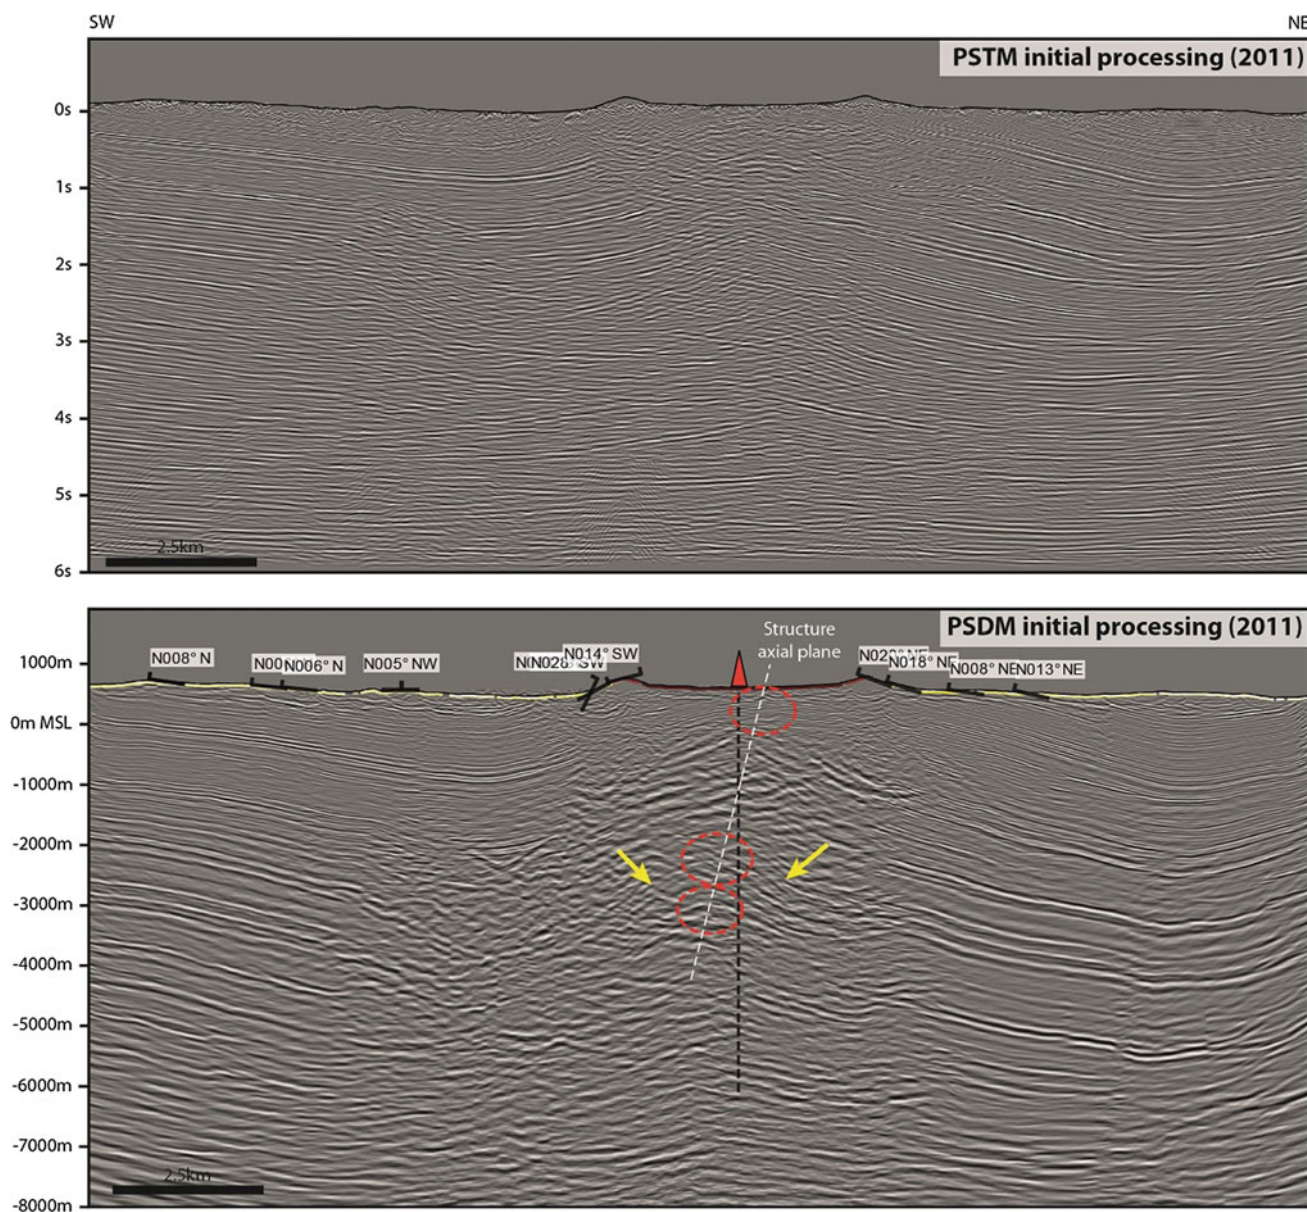 SW
NE
PSTM initial processing (2011)
0s
1s
2s
3s
4s
5s
6s
2.5km
PSDM initial processing (2011)
Structure
axial plane
1000m
0m MSL
-1000m
-2000m
-3000m
-4000m
-5000m
-6000m
-7000m
-8000m
N008° N
N006° N
N005° NW
N028° SW
N014° SW
N018° NE
N008° NE
N013° NE
2.5km